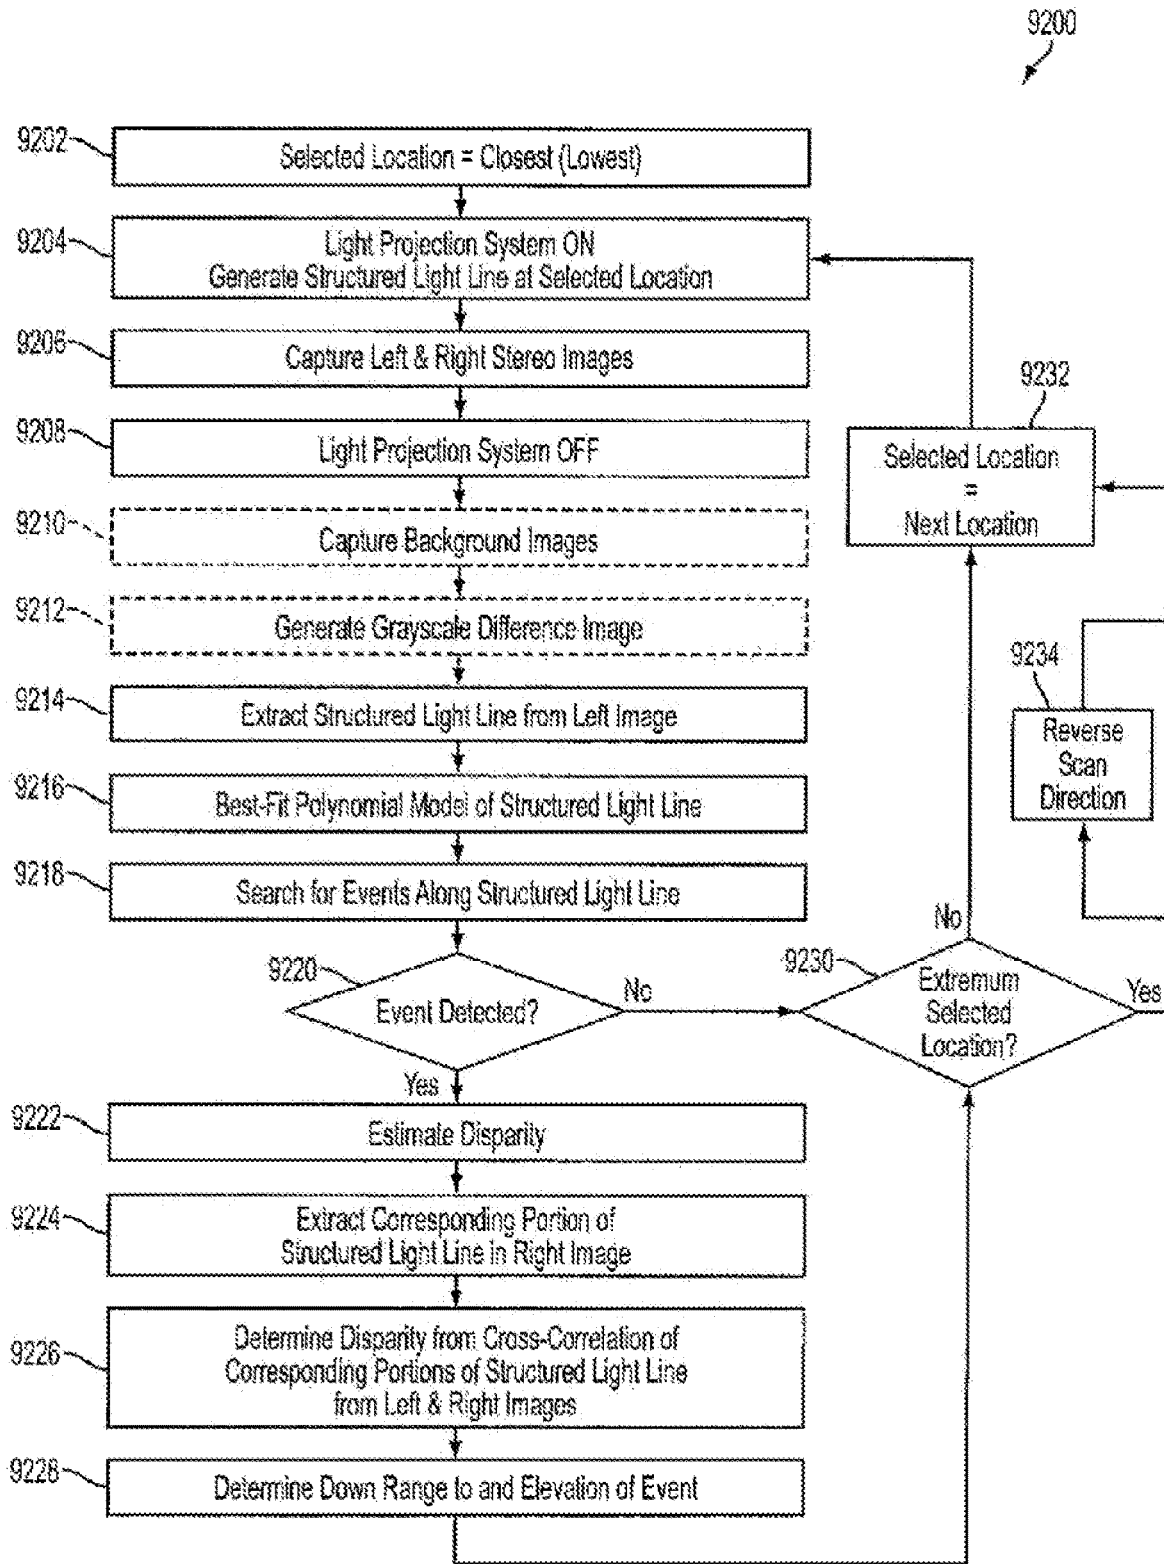 9200
9202
Selected Location = Closest (Lowest)
9204
Light Projection System ON
Generate Structured Light Line at Selected Location
9206
Capture Left & Right Stereo Images
9208
Light Projection System OFF
9210
Capture Background Images
9212
Generate Grayscale Difference Image
9214
Extract Structured Light Line from Left Image
9216
Best-Fit Polynomial Model of Structured Light Line
9218
Search for Events Along Structured Light Line
9220
Event Detected?
No
Yes
9222
Estimate Disparity
9224
Extract Corresponding Portion of
Structured Light Line in Right Image
9226
Determine Disparity from Cross-Correlation of
Corresponding Portions of Structured Light Line
from Left & Right Images
9228
Determine Down Range to and Elevation of Event
9230
Extremum
Selected
Location?
No
Yes
9232
Selected Location
=
Next Location
9234
Reverse
Scan
Direction